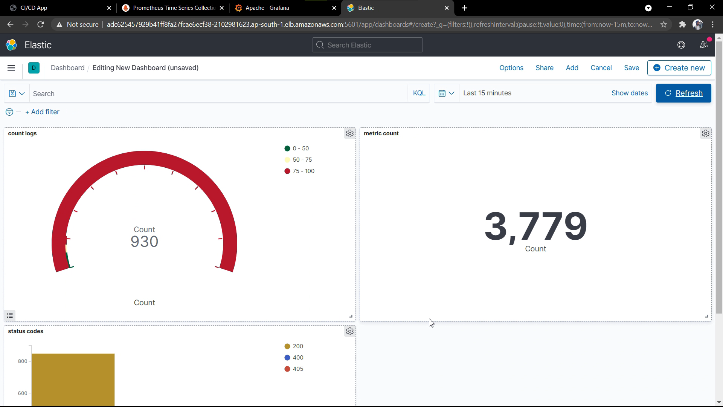 CI/CD App
Prometheus Time Series Collecti
Apache - Grafana
Elastic
Not secure
ade625457929b41ff8fa27fcae6ecf38-2102981623.ap-south-1.elb.amazonaws.com:5601/app/dashboards#/create?_g=(filters:!(),refreshInterval:(pause:!t,value:0),time:(from:now-15m,to:now...
Elastic
Search Elastic
D
Dashboard
Editing New Dashboard (unsaved)
Options
Share
Add
Cancel
Save
Create new
Search
KQL
Last 15 minutes
Show dates
Refresh
+ Add filter
count logs
0 - 50
50 - 75
75 - 100
Count
930
Count
metric count
3,779
Count
status codes
200
400
405
800
600